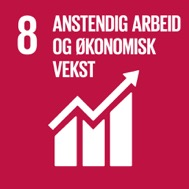 8 ANSTENDIG ARBEID
OG ØKONOMISK
VEKST